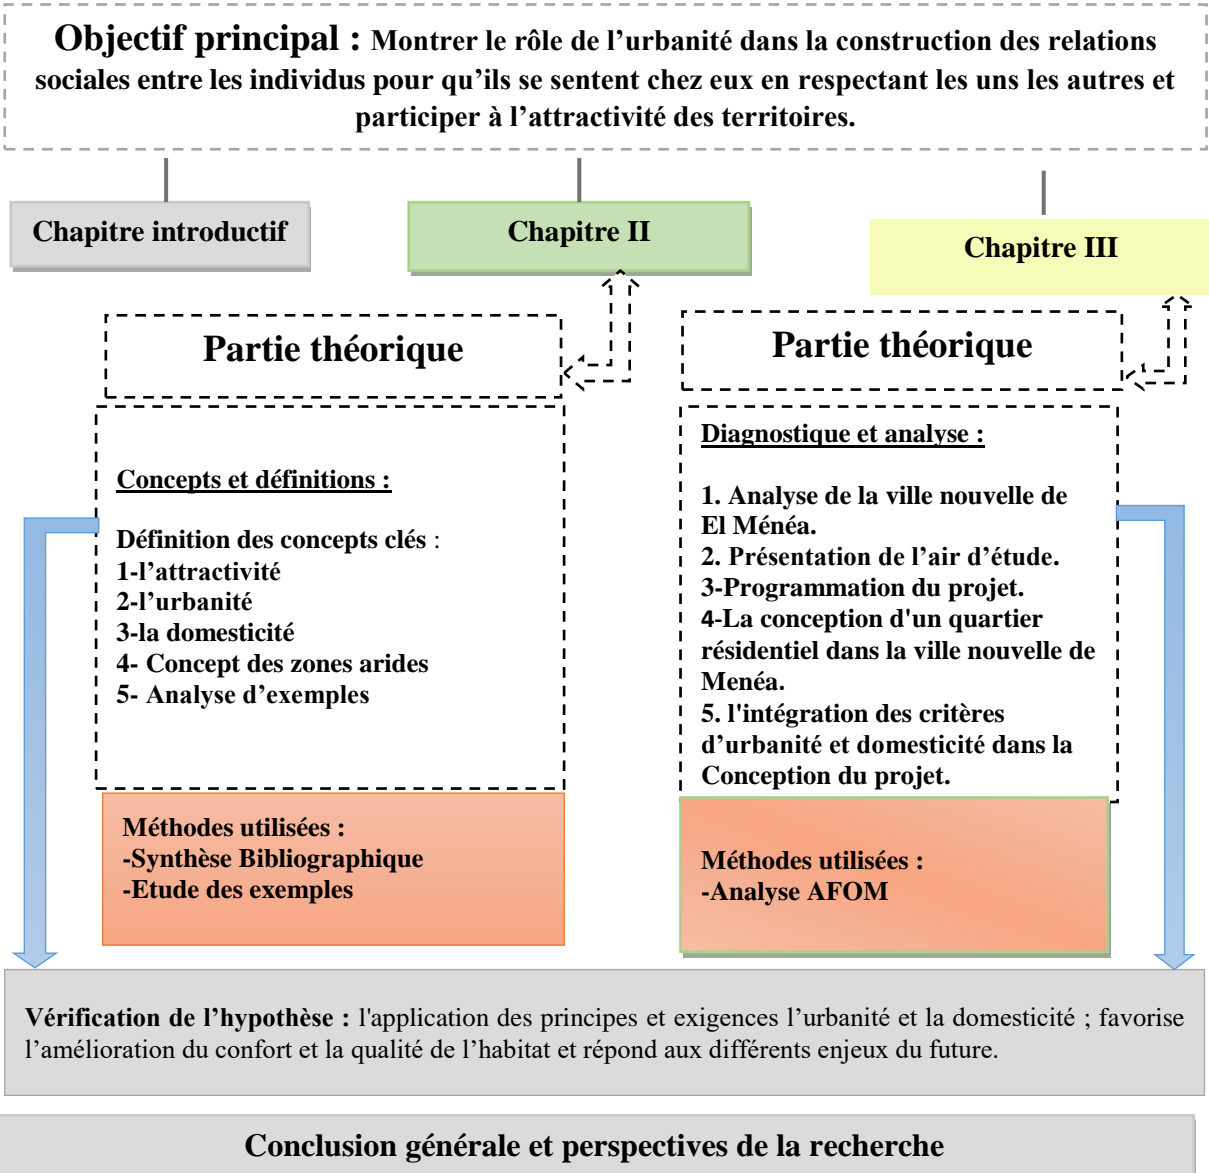 Objectif principal : Montrer le rôle de l’urbanité dans la construction des relations
sociales entre les individus pour qu’ils se sentent chez eux en respectant les uns les autres et
participer à l’attractivité des territoires.
Chapitre introductif
Chapitre II
Chapitre III
Partie théorique
Concepts et définitions :
Définition des concepts clés :
1-l’attractivité
2-l’urbanité
3-la domesticité
4- Concept des zones arides
5- Analyse d’exemples
Méthodes utilisées :
-Synthèse Bibliographique
-Etude des exemples
Partie théorique
Diagnostique et analyse :
1. Analyse de la ville nouvelle de
El Ménéa.
2. Présentation de l’air d’étude.
3-Programmation du projet.
4-La conception d'un quartier
résidentiel dans la ville nouvelle de
Menéa.
5. l'intégration des critères
d’urbanité et domesticité dans la
Conception du projet.
Méthodes utilisées :
-Analyse AFOM
Vérification de l’hypothèse : l'application des principes et exigences l’urbanité et la domesticité ; favorise
l’amélioration du confort et la qualité de l’habitat et répond aux différents enjeux du future.
Conclusion générale et perspectives de la recherche